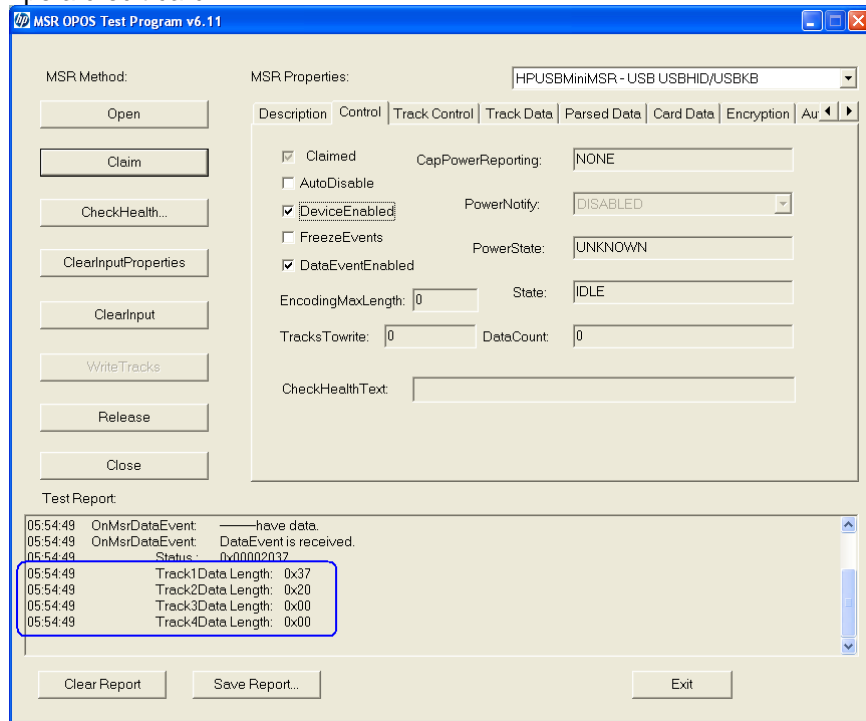 MSR OPOS Test Program v6.11
MSR Method:
MSR Properties:
HPUSBMiniMSR - USB USBHID/USBKB
Open
Claim
CheckHealth...
ClearInputProperties
ClearInput
WriteTracks
Release
Close
Description Control Track Control Track Data Parsed Data Card Data Encryption Au
Claimed
CapPowerReporting: NONE
AutoDisable
DeviceEnabled
PowerNotify: DISABLED
FreezeEvents
PowerState: UNKNOWN
DataEventEnabled
EncodingMaxLength: 0
State: IDLE
TracksTowrite: 0
DataCount: 0
CheckHealthText:
Test Report:
05:54:49 OnMsrDataEvent: ———have data.
05:54:49 OnMsrDataEvent: DataEvent is received.
05:54:49 Status : 0x00002037
05:54:49 Track1Data Length: 0x37
05:54:49 Track2Data Length: 0x20
05:54:49 Track3Data Length: 0x00
05:54:49 Track4Data Length: 0x00
Clear Report
Save Report...
Exit